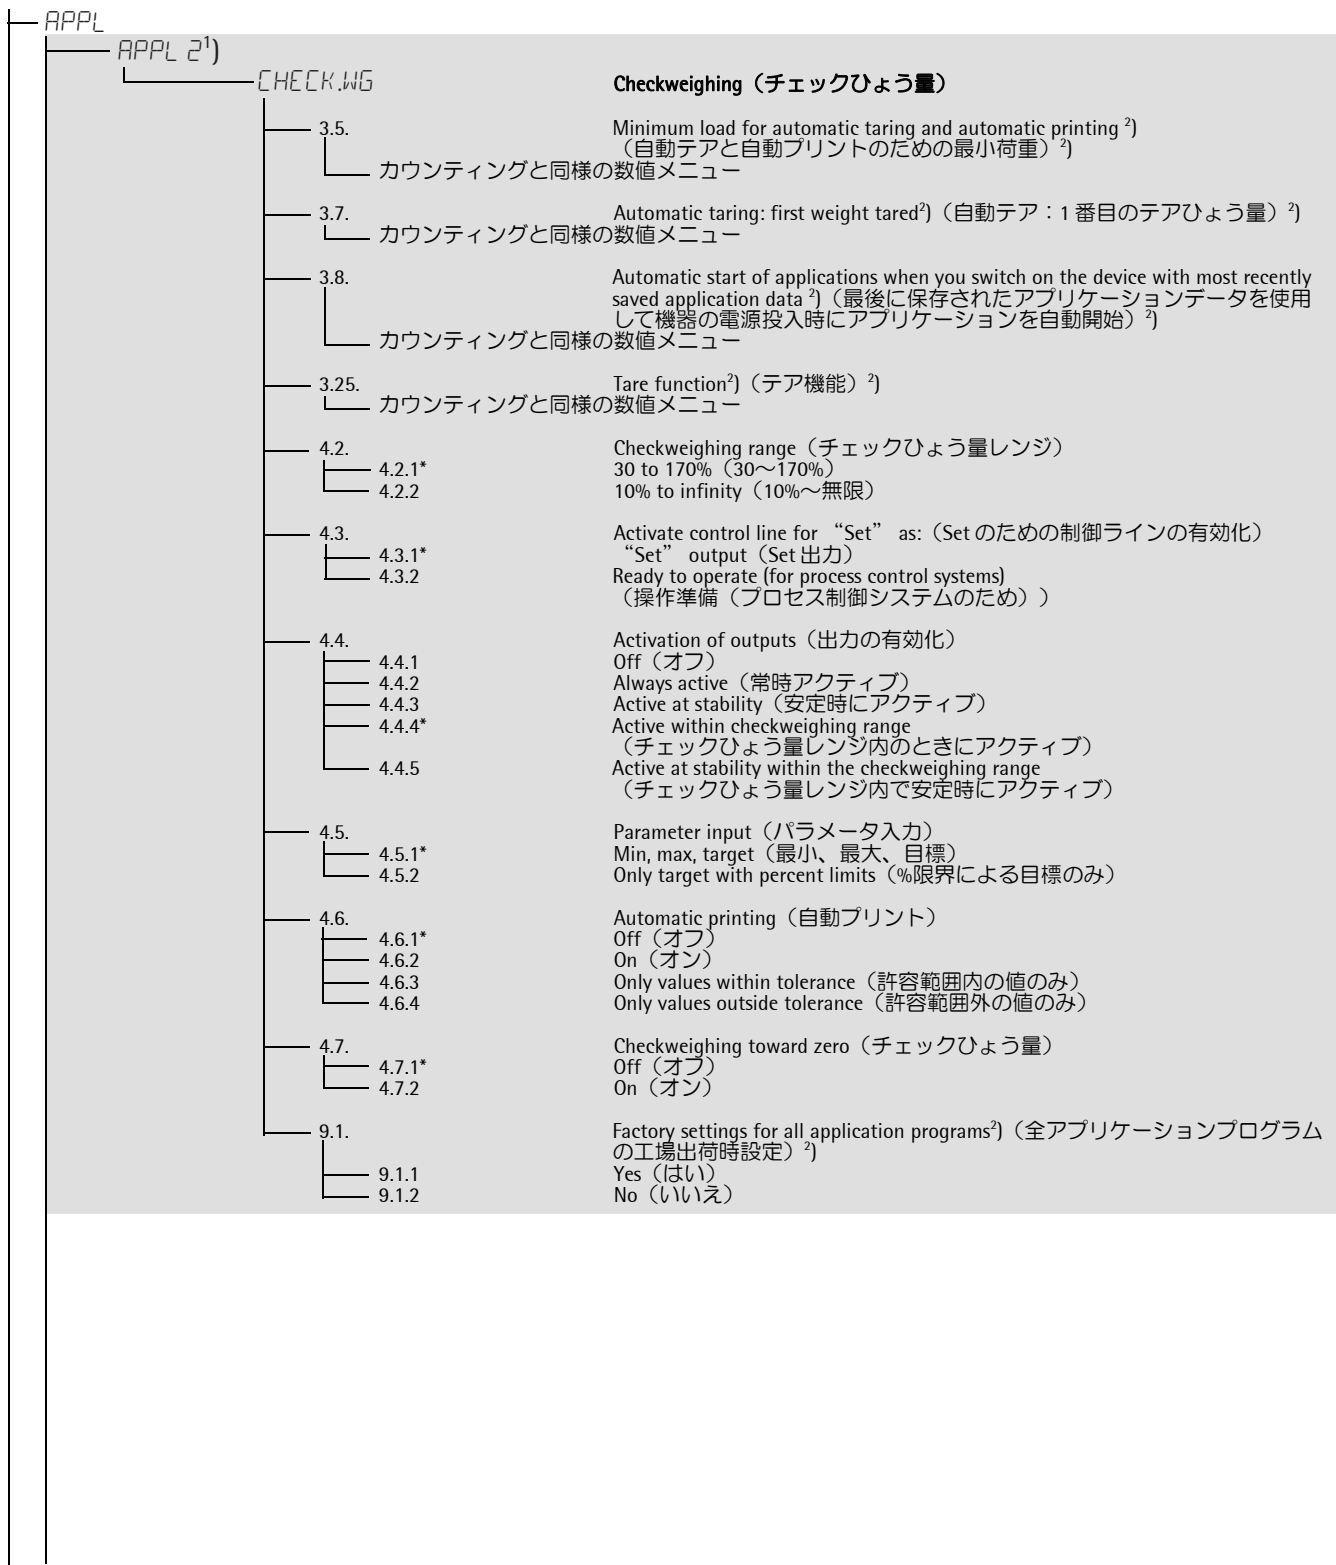 APPL
APPL 2¹)
CHECK.WG Checkweighing（チェックひょう量）
3.5. Minimum load for automatic taring and automatic printing ²)
（自動テアと自動プリントのための最小荷重）²)
カウンティングと同様の数値メニュー
3.7. Automatic taring: first weight tared²)（自動テア：1 番目のテアひょう量）²)
カウンティングと同様の数値メニュー
3.8. Automatic start of applications when you switch on the device with most recently
saved application data ²)（最後に保存されたアプリケーションデータを使用
して機器の電源投入時にアプリケーションを自動開始）²)
カウンティングと同様の数値メニュー
3.25. Tare function²)（テア機能）²)
カウンティングと同様の数値メニュー
4.2. Checkweighing range（チェックひょう量レンジ）
4.2.1* 30 to 170%（30～170%）
4.2.2 10% to infinity（10%～無限）
4.3. Activate control line for “Set” as:（Set のための制御ラインの有効化）
4.3.1* “Set” output（Set 出力）
4.3.2 Ready to operate (for process control systems)
（操作準備（プロセス制御システムのため））
4.4. Activation of outputs（出力の有効化）
4.4.1 Off（オフ）
4.4.2 Always active（常時アクティブ）
4.4.3 Active at stability（安定時にアクティブ）
4.4.4* Active within checkweighing range
（チェックひょう量レンジ内のときにアクティブ）
4.4.5 Active at stability within the checkweighing range
（チェックひょう量レンジ内で安定時にアクティブ）
4.5. Parameter input（パラメータ入力）
4.5.1* Min, max, target（最小、最大、目標）
4.5.2 Only target with percent limits（%限界による目標のみ）
4.6. Automatic printing（自動プリント）
4.6.1* Off（オフ）
4.6.2 On（オン）
4.6.3 Only values within tolerance（許容範囲内の値のみ）
4.6.4 Only values outside tolerance（許容範囲外の値のみ）
4.7. Checkweighing toward zero（チェックひょう量）
4.7.1* Off（オフ）
4.7.2 On（オン）
9.1. Factory settings for all application programs²)（全アプリケーションプログラム
の工場出荷時設定）²)
9.1.1 Yes（はい）
9.1.2 No（いいえ）